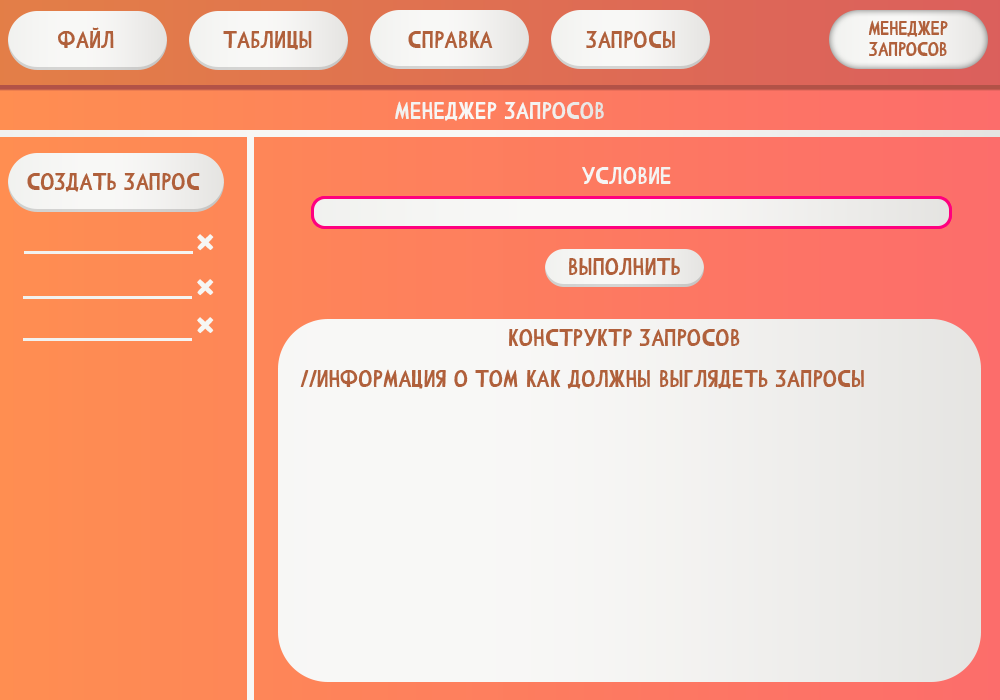 ФАЙЛ
ТАБЛИЦЫ
СПРАВКА
ЗАПРОСЫ
МЕНЕДЖЕР
ЗАПРОСОВ
МЕНЕДЖЕР ЗАПРОСОВ
СОЗДАТЬ ЗАПРОС
УСЛОВИЕ
ВЫПОЛНИТЬ
КОНСТРУКТР ЗАПРОСОВ
//ИНФОРМАЦИЯ О ТОМ КАК ДОЛЖНЫ ВЫГЛЯДЕТЬ ЗАПРОСЫ